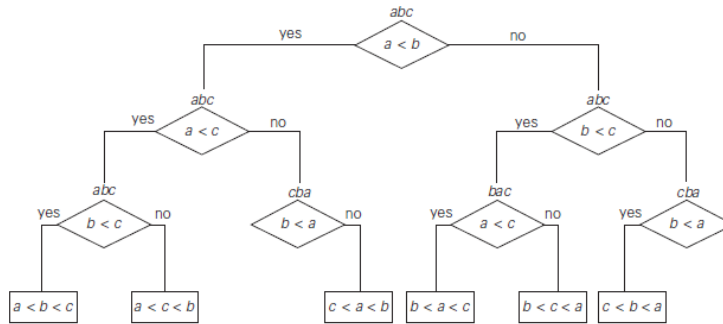 abc
yes a < b no
abc abc
yes a < c no yes b < c no
abc cba bac cba
yes b < c no b < a no yes a < c no yes b < a
a < b < c a < c < b c < a < b b < a < c b < c < a c < b < a